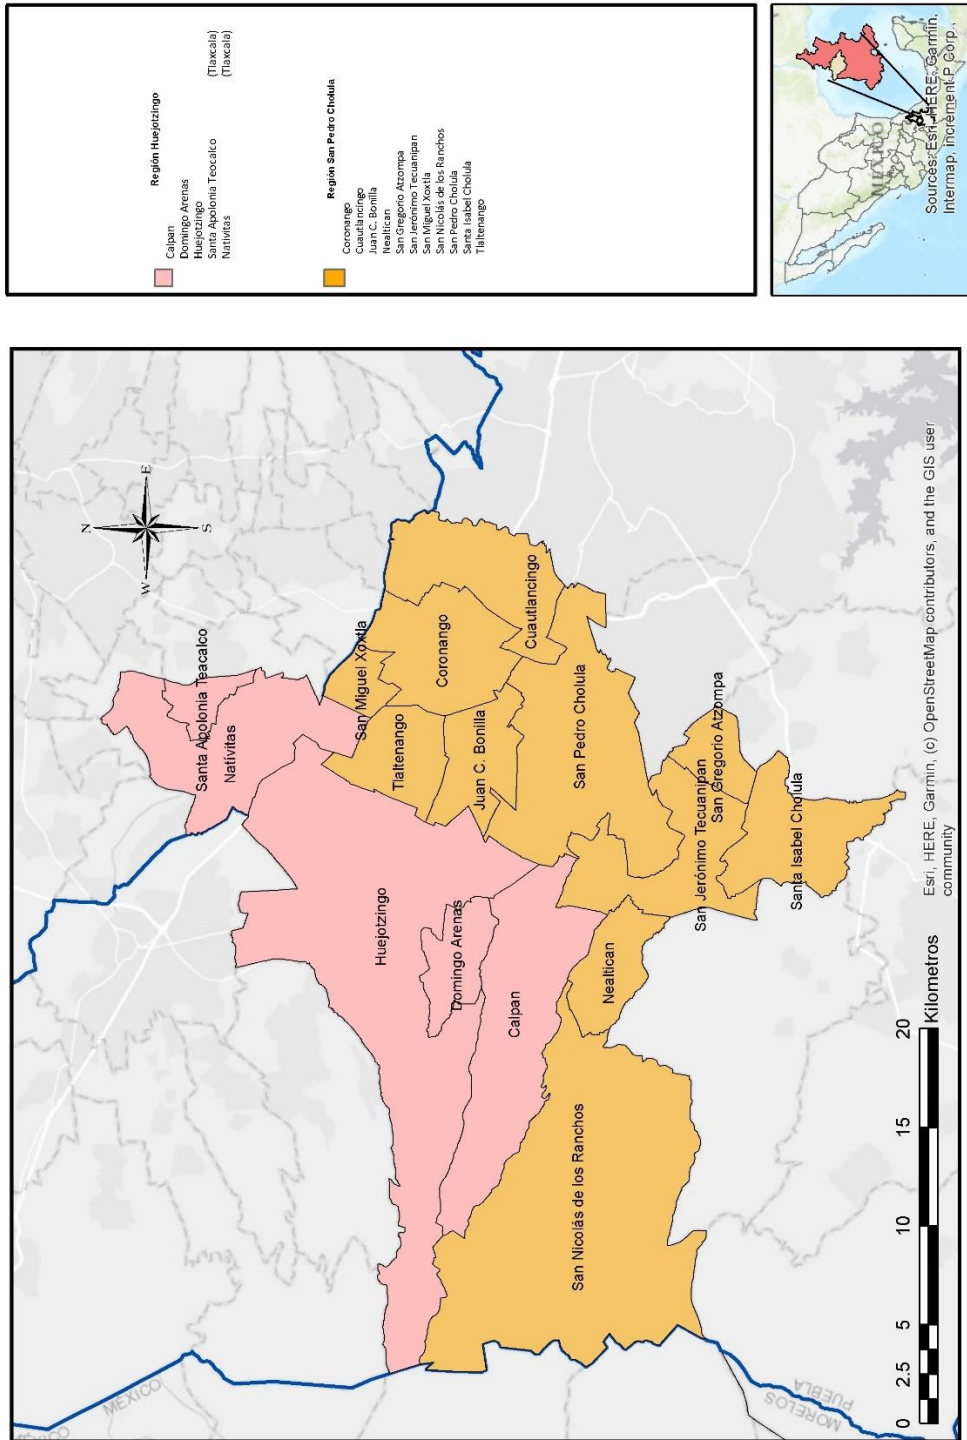 Región Huejotzingo
Calpan
Domingo Arenas
Huejotzingo
Santa Apolonia Teocalco (Tlaxcala)
Nativitas (Tlaxcala)
Región San Pedro Cholula
Coronango
Cuautlancingo
Juan C. Bonilla
Nealtican
San Gregorio Atzompa
San Jerónimo Tecuanipan
San Miguel Xoxtla
San Nicolás de los Ranchos
San Pedro Cholula
Santa Isabel Cholula
Tlaltenango
MÉXICO
Sources: Esri, HERE, Garmin,
Intermap, increment P Corp.,
N
W
E
S
Santa Apolonia Teacalco
Nativitas
San Miguel Xoxtla
Tlaltenango
Coronango
Huejotzingo
Domingo Arenas
Juan C. Bonilla
Cuautlancingo
Calpan
San Pedro Cholula
Nealtican
San Nicolás de los Ranchos
San Jerónimo Tecuanipan
San Gregorio Atzompa
Santa Isabel Cholula
MÉXICO
MÉXICO
MORELOS
PUEBLA
0 2.5 5 10 15 20
Kilometros
Esri, HERE, Garmin, (c) OpenStreetMap contributors, and the GIS user
community